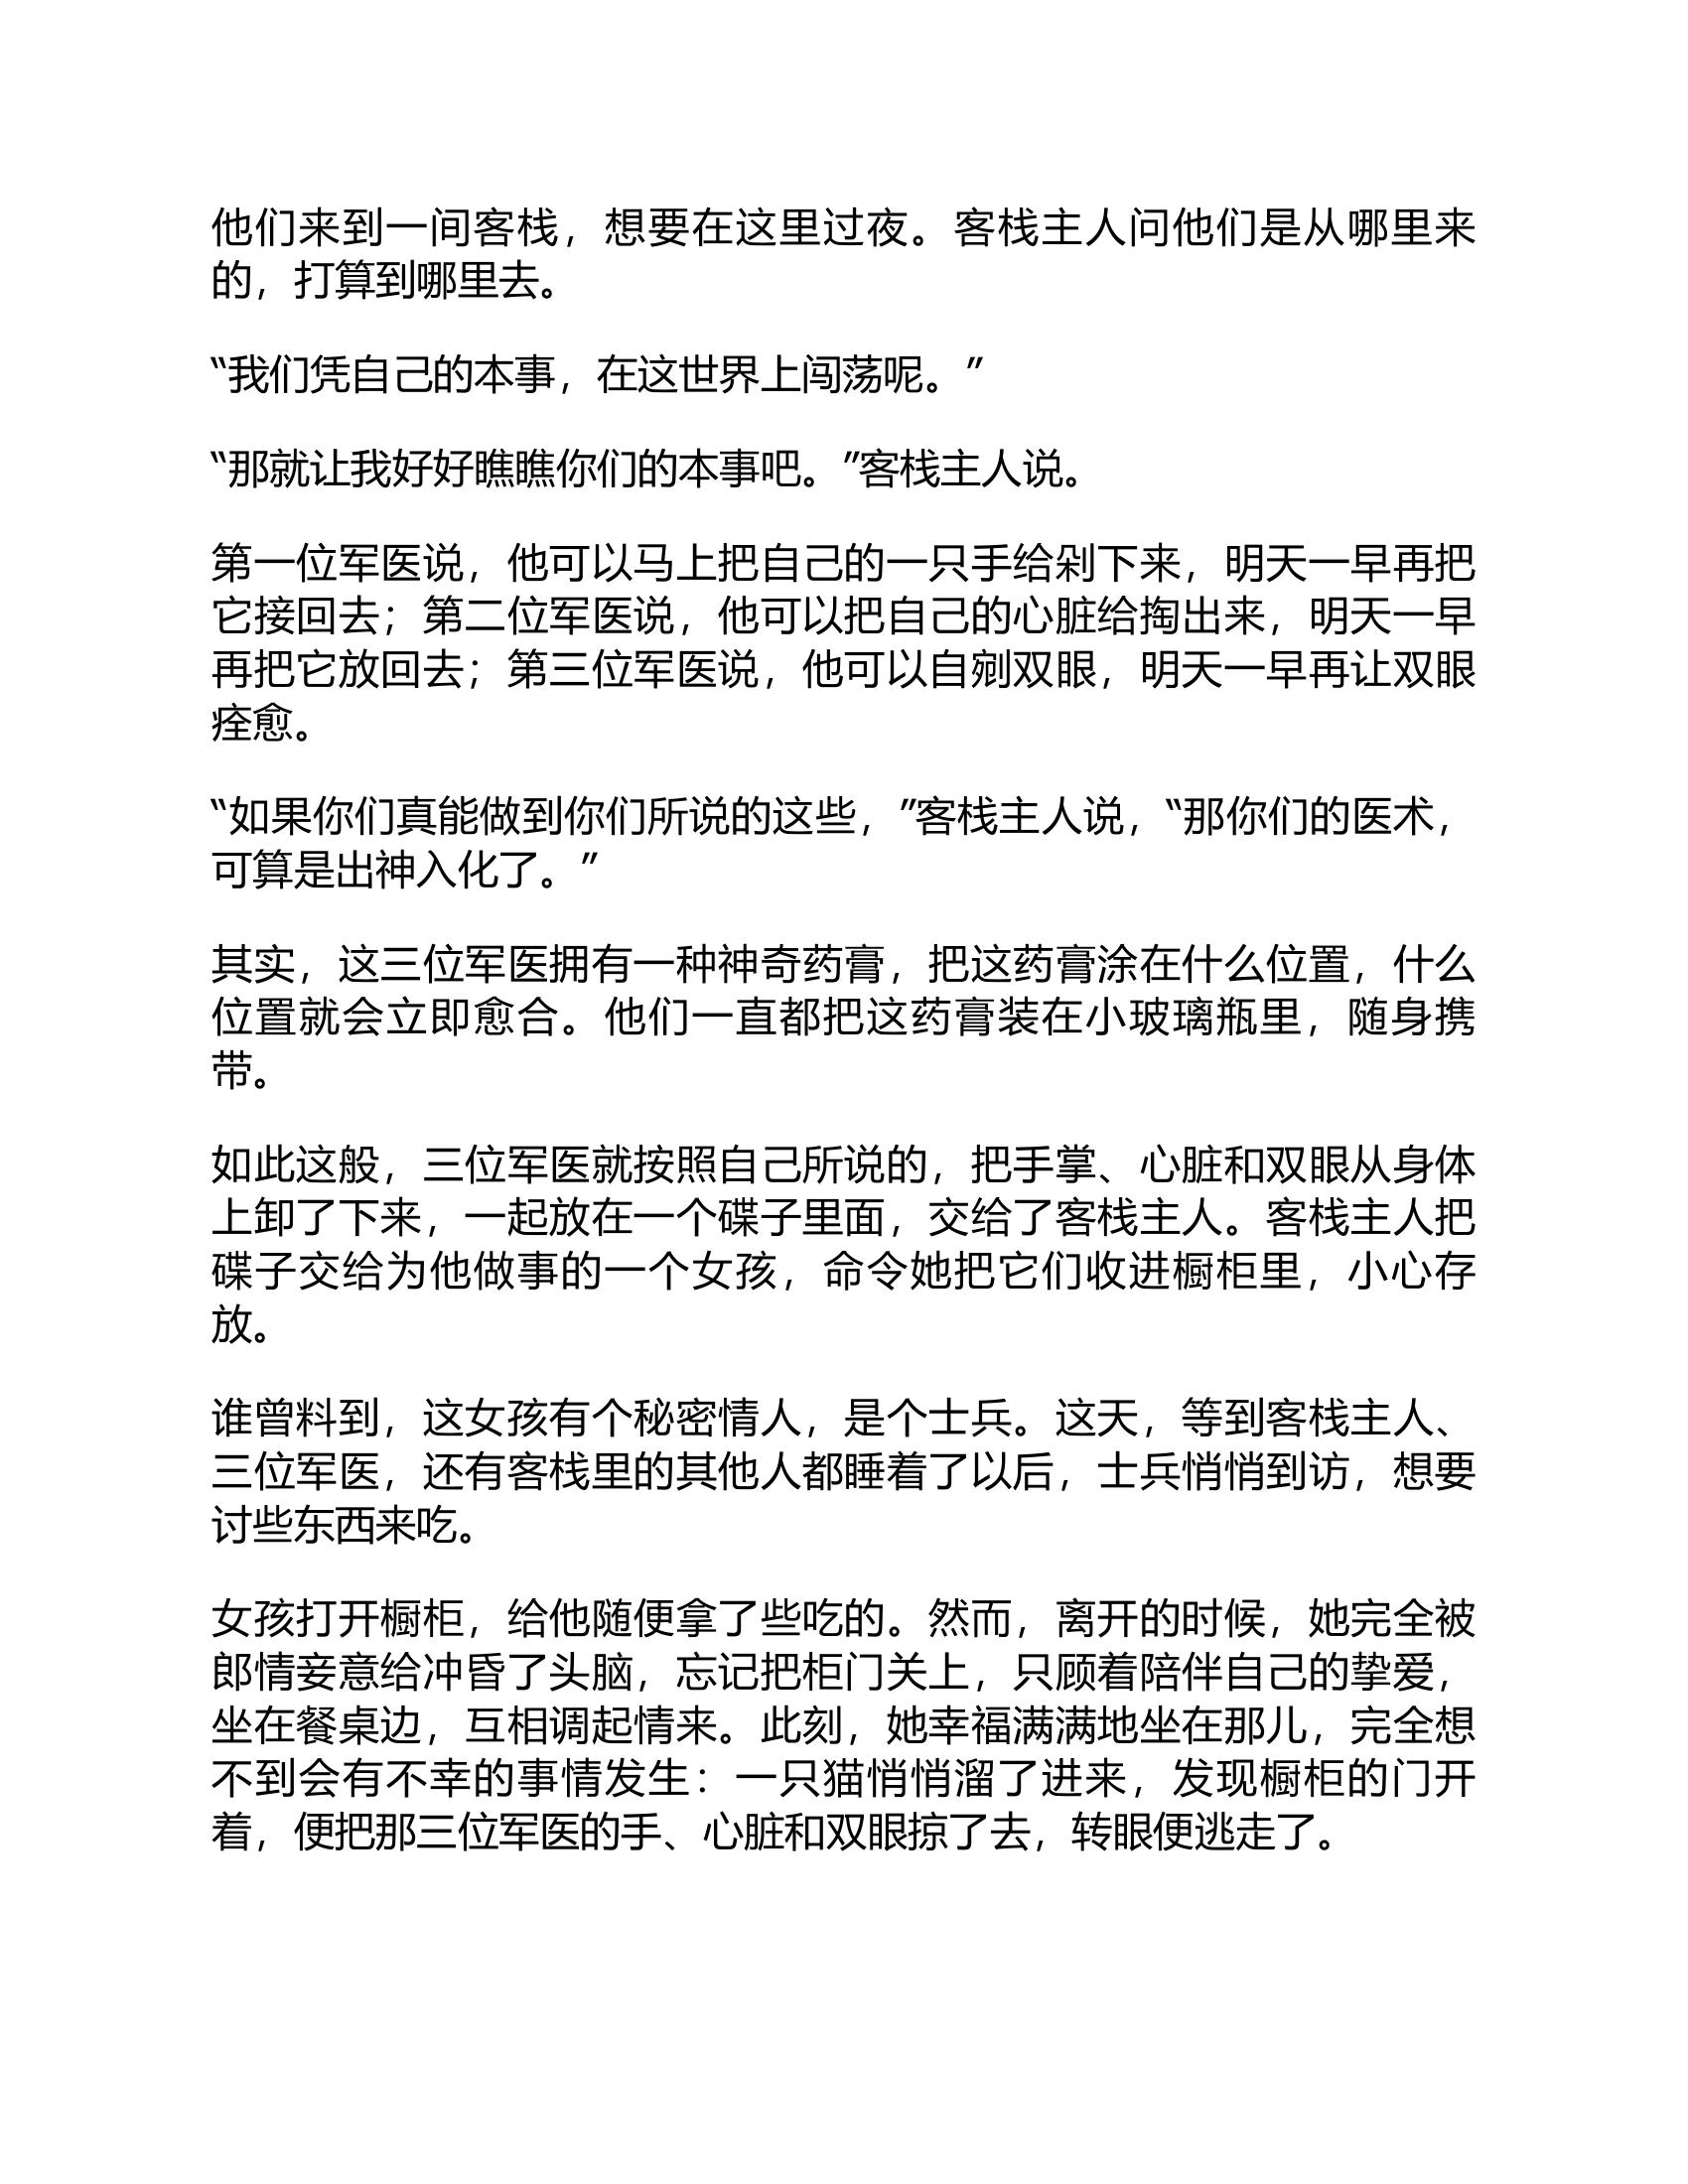 他们来到一间客栈，想要在这里过夜。客栈主人问他们是从哪里来
的，打算到哪里去。
“我们凭自己的本事，在这世界上闯荡呢。”
“那就让我好好瞧瞧你们的本事吧。”客栈主人说。
第一位军医说，他可以马上把自己的一只手给剁下来，明天一早再把
它接回去；第二位军医说，他可以把自己的心脏给掏出来，明天一早
再把它放回去；第三位军医说，他可以自剜双眼，明天一早再让双眼
痊愈。
“如果你们真能做到你们所说的这些，”客栈主人说，“那你们的医术，
可算是出神入化了。”
其实，这三位军医拥有一种神奇药膏，把这药膏涂在什么位置，什么
位置就会立即愈合。他们一直都把这药膏装在小玻璃瓶里，随身携
带。
如此这般，三位军医就按照自己所说的，把手掌、心脏和双眼从身体
上卸了下来，一起放在一个碟子里面，交给了客栈主人。客栈主人把
碟子交给为他做事的一个女孩，命令她把它们收进橱柜里，小心存
放。
谁曾料到，这女孩有个秘密情人，是个士兵。这天，等到客栈主人、
三位军医，还有客栈里的其他人都睡着了以后，士兵悄悄到访，想要
讨些东西来吃。
女孩打开橱柜，给他随便拿了些吃的。然而，离开的时候，她完全被
郎情妾意给冲昏了头脑，忘记把柜门关上，只顾着陪伴自己的挚爱，
坐在餐桌边，互相调起情来。此刻，她幸福满满地坐在那儿，完全想
不到会有不幸的事情发生：一只猫悄悄溜了进来，发现橱柜的门开
着，便把那三位军医的手、心脏和双眼掠了去，转眼便逃走了。